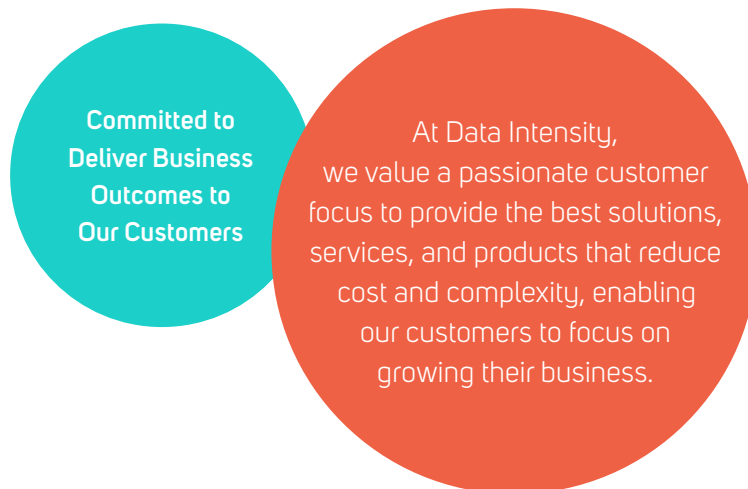 Committed to
Deliver Business
Outcomes to
Our Customers
At Data Intensity,
we value a passionate customer
focus to provide the best solutions,
services, and products that reduce
cost and complexity, enabling
our customers to focus on
growing their business.